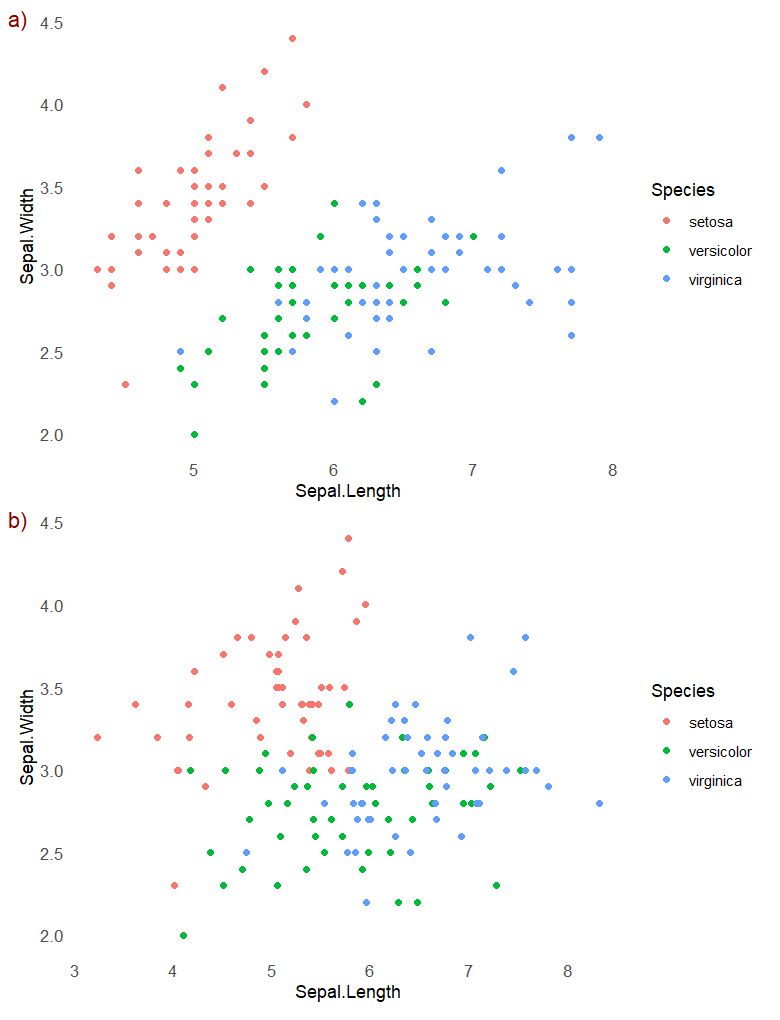 a)
4.5
4.0
3.5
3.0
2.5
2.0
Sepal.Width
5 6 7 8
Sepal.Length
Species
setosa
versicolor
virginica
b)
4.5
4.0
3.5
3.0
2.5
2.0
Sepal.Width
3 4 5 6 7 8
Sepal.Length
Species
setosa
versicolor
virginica